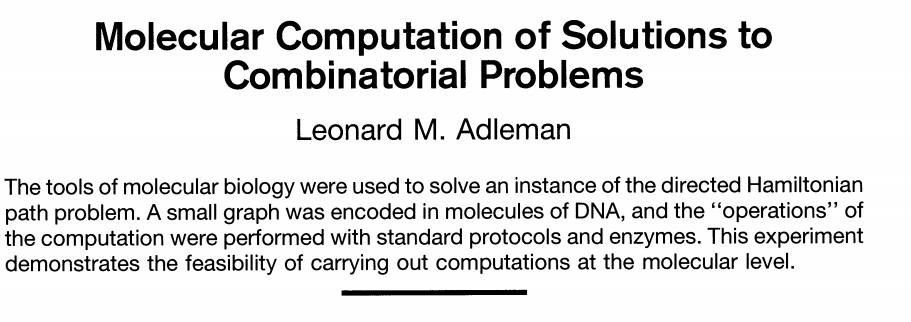 Molecular Computation of Solutions to
Combinatorial Problems
Leonard M. Adleman
The tools of molecular biology were used to solve an instance of the directed Hamiltonian
path problem. A small graph was encoded in molecules of DNA, and the "operations" of
the computation were performed with standard protocols and enzymes. This experiment
demonstrates the feasibility of carrying out computations at the molecular level.